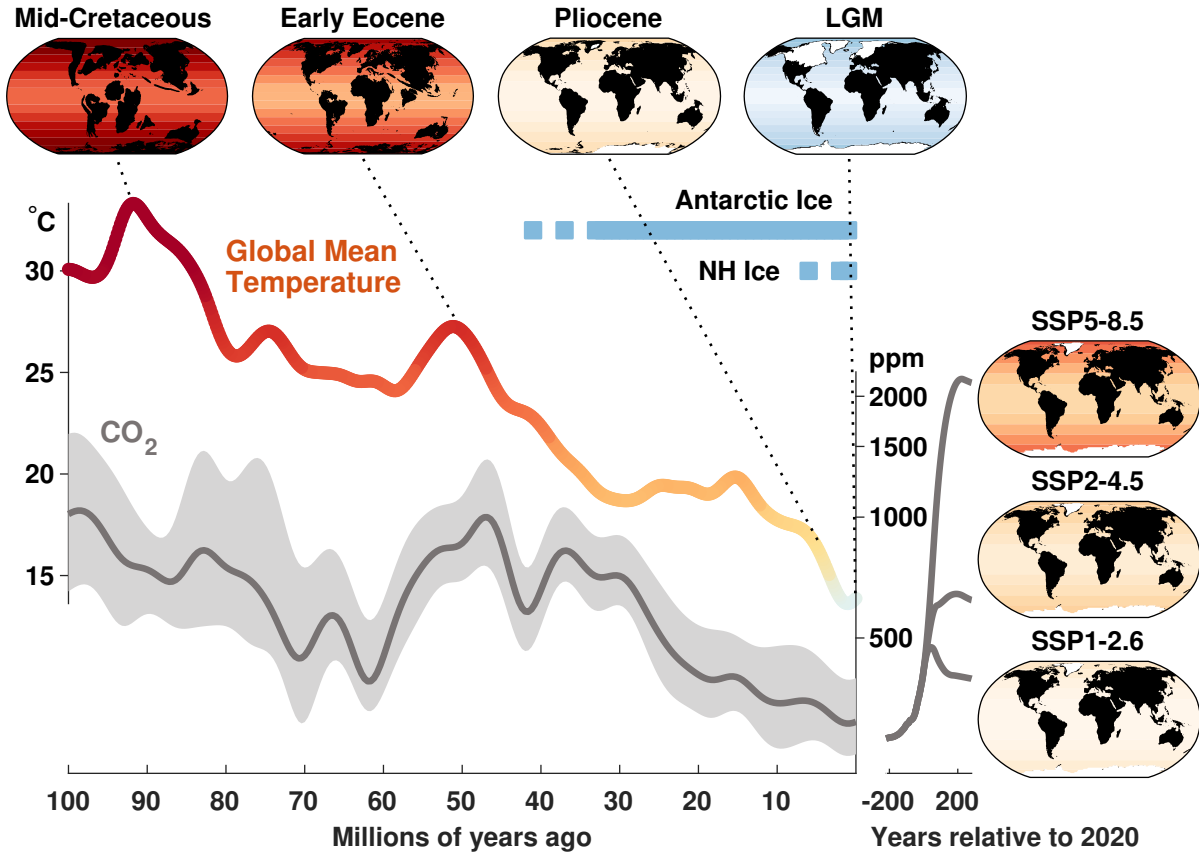 Mid-Cretaceous
Early Eocene
Pliocene
LGM
°C
30
25
20
15
Global Mean
Temperature
CO2
Antarctic Ice
NH Ice
ppm
2000
1500
1000
500
SSP5-8.5
SSP2-4.5
SSP1-2.6
100 90 80 70 60 50 40 30 20 10
-200 200
Millions of years ago
Years relative to 2020